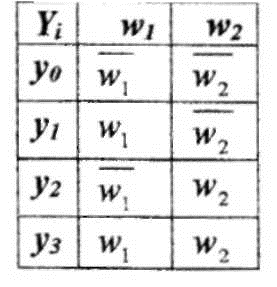 Yᵢ w₁ w₂
y₀ w̅₁ w̅₂
y₁ w₁ w̅₂
y₂ w̅₁ w₂
y₃ w₁ w₂